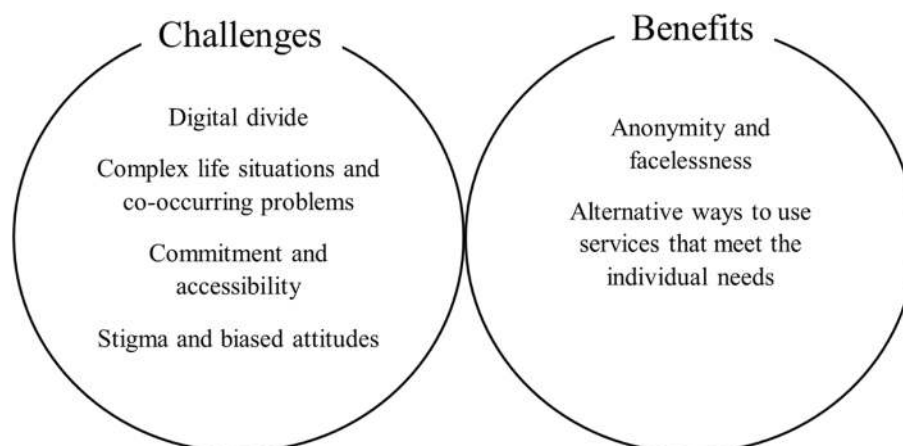 Challenges
Digital divide
Complex life situations and
co-occurring problems
Commitment and
accessibility
Stigma and biased attitudes
Benefits
Anonymity and
facelessness
Alternative ways to use
services that meet the
individual needs